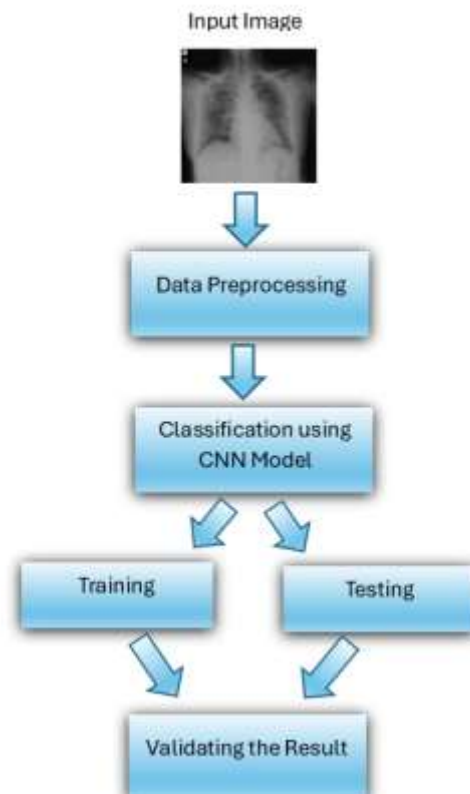 Input Image
Data Preprocessing
Classification using
CNN Model
Training
Testing
Validating the Result